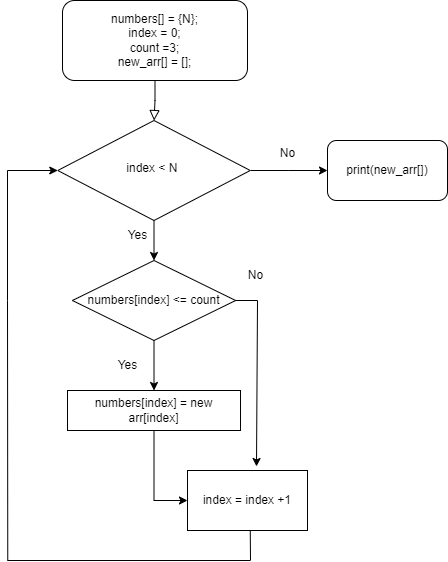 numbers[] = {N};
index = 0;
count =3;
new_arr[] = [];
index < N
No
print(new_arr[])
Yes
numbers[index] <= count
No
Yes
numbers[index] = new
arr[index]
index = index +1